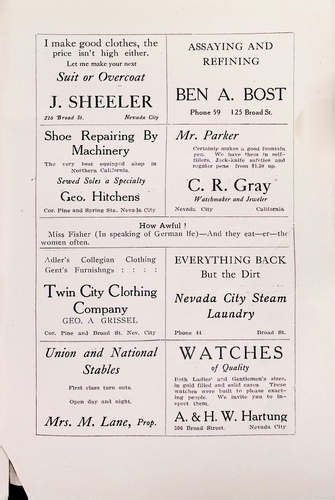 I make good clothes, the
price isn't high either.
Let me make your next
Suit or Overcoat
J. SHEELER
216 Broad St. Nevada City
ASSAYING AND
REFINING
BEN A. BOST
Phone 59 125 Broad St.
Shoe Repairing By
Machinery
The very best equipped shop in
Northern California.
Sewed Soles a Specialty
Geo. Hitchens
Cor. Pine and Spring Sts. Nevada City
Mr. Parker
Certainly makes a good fountain
pen. We have them in self-
fillers, Jack-knife safeties and
regular pens from $1.50 up.
C. R. Gray
Watchmaker and Jeweler
Nevada City California.
How Awful!
Miss Fisher (In speaking of German life)—And they eat—er—the
women often.
Adler's Collegian Clothing
Gent's Furnishngs : : : :
Twin City Clothing
Company
GEO. A GRISSEL
Cor. Pine and Broad St. Nev. City
EVERYTHING BACK
But the Dirt
Nevada City Steam
Laundry
Phone 44 Broad St.
Union and National
Stables
First class turn outs.
Open day and night.
Mrs. M. Lane, Prop.
WATCHES
of Quality
Both Ladies' and Gentlemen's sizes,
in gold filled and solid cases. These
watches were built to please exact-
ing people. We invite you to in-
spect them.
A. & H. W. Hartung
506 Broad Street. Nevada City